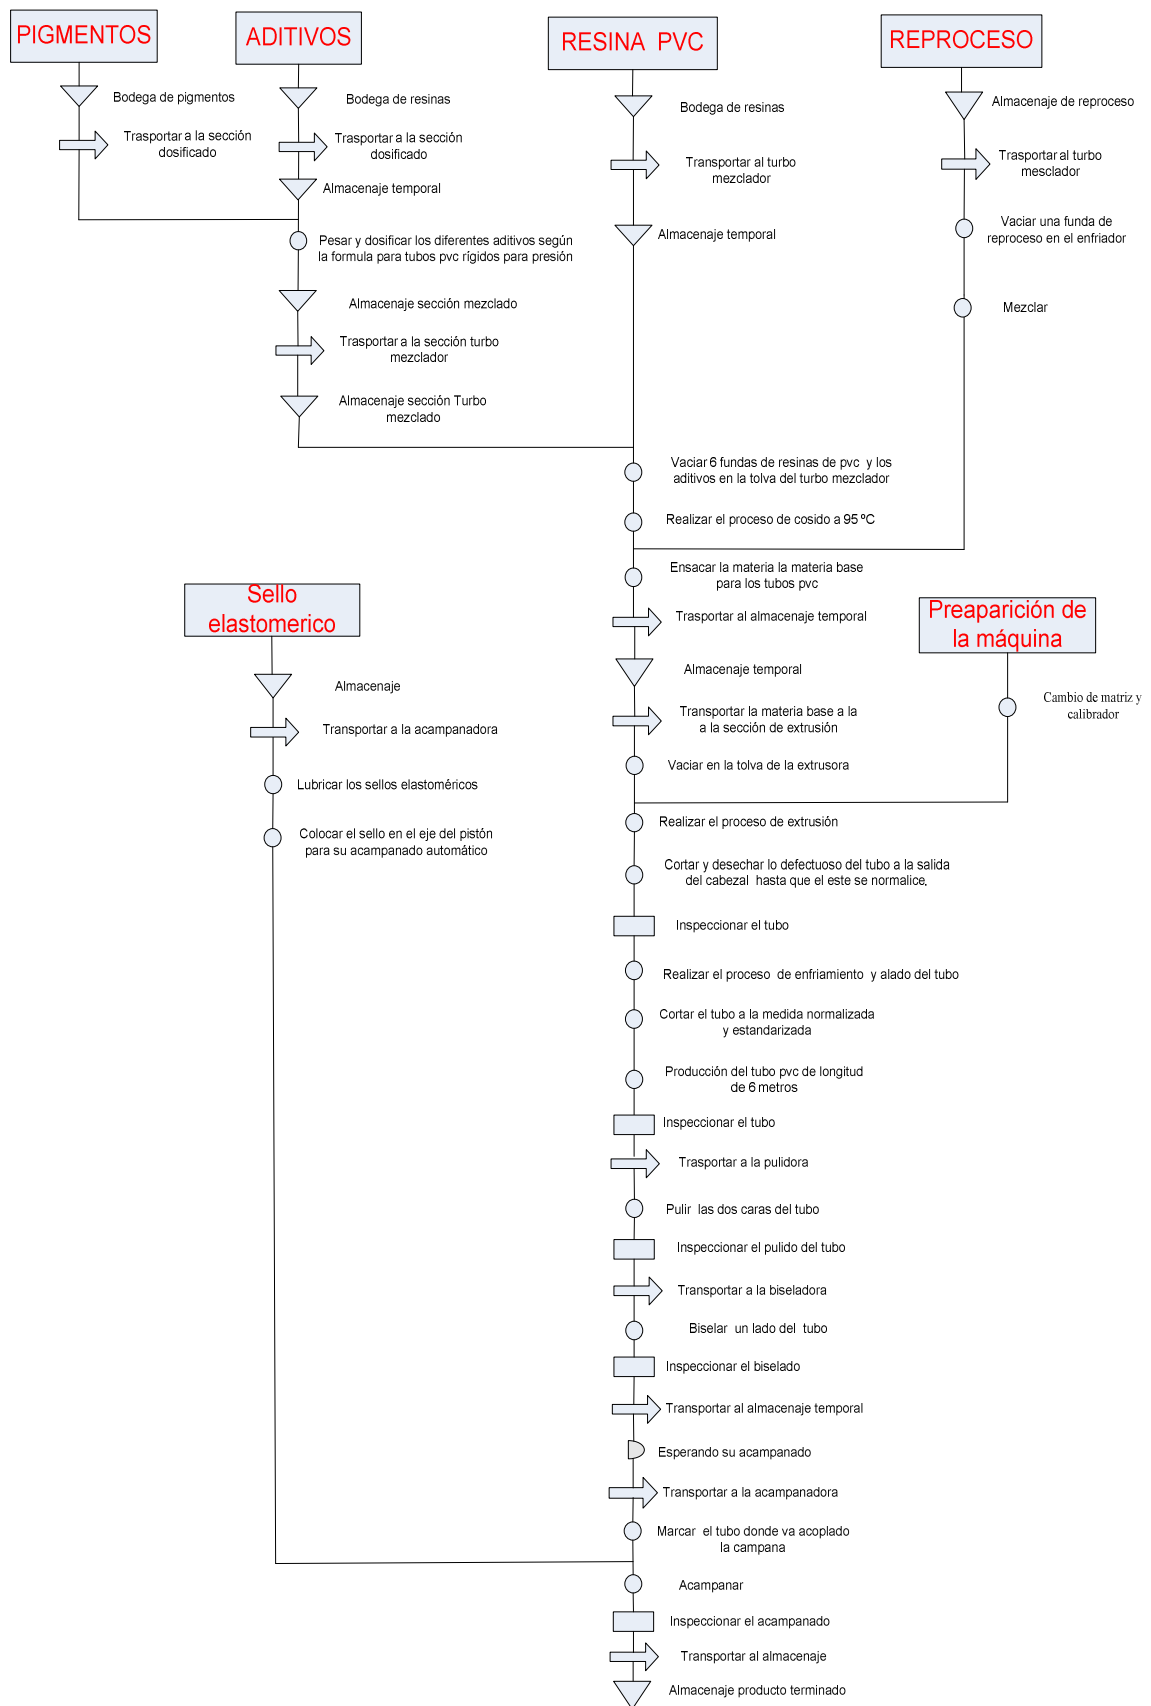 PIGMENTOS
Bodega de pigmentos
Trasportar a la sección
dosificado
ADITIVOS
Bodega de resinas
Trasportar a la sección
dosificado
Almacenaje temporal
Pesar y dosificar los diferentes aditivos según
la formula para tubos pvc rígidos para presión
Almacenaje sección mezclado
Trasportar a la sección turbo
mezclador
Almacenaje sección Turbo
mezclado
RESINA PVC
Bodega de resinas
Transportar al turbo
mezclador
Almacenaje temporal
REPROCESO
Almacenaje de reproceso
Trasportar al turbo
mesclador
Vaciar una funda de
reproceso en el enfriador
Mezclar
Vaciar 6 fundas de resinas de pvc y los
aditivos en la tolva del turbo mezclador
Realizar el proceso de cosido a 95 ºC
Ensacar la materia la materia base
para los tubos pvc
Trasportar al almacenaje temporal
Almacenaje temporal
Transportar la materia base a la
a la sección de extrusión
Vaciar en la tolva de la extrusora
Preaparición de
la máquina
Cambio de matriz y
calibrador
Sello
elastomerico
Almacenaje
Transportar a la acampanadora
Lubricar los sellos elastoméricos
Colocar el sello en el eje del pistón
para su acampanado automático
Realizar el proceso de extrusión
Cortar y desechar lo defectuoso del tubo a la salida
del cabezal hasta que el este se normalice.
Inspeccionar el tubo
Realizar el proceso de enfriamiento y alado del tubo
Cortar el tubo a la medida normalizada
y estandarizada
Producción del tubo pvc de longitud
de 6 metros
Inspeccionar el tubo
Trasportar a la pulidora
Pulir las dos caras del tubo
Inspeccionar el pulido del tubo
Transportar a la biseladora
Biselar un lado del tubo
Inspeccionar el biselado
Transportar al almacenaje temporal
Esperando su acampanado
Transportar a la acampanadora
Marcar el tubo donde va acoplado
la campana
Acampanar
Inspeccionar el acampanado
Transportar al almacenaje
Almacenaje producto terminado